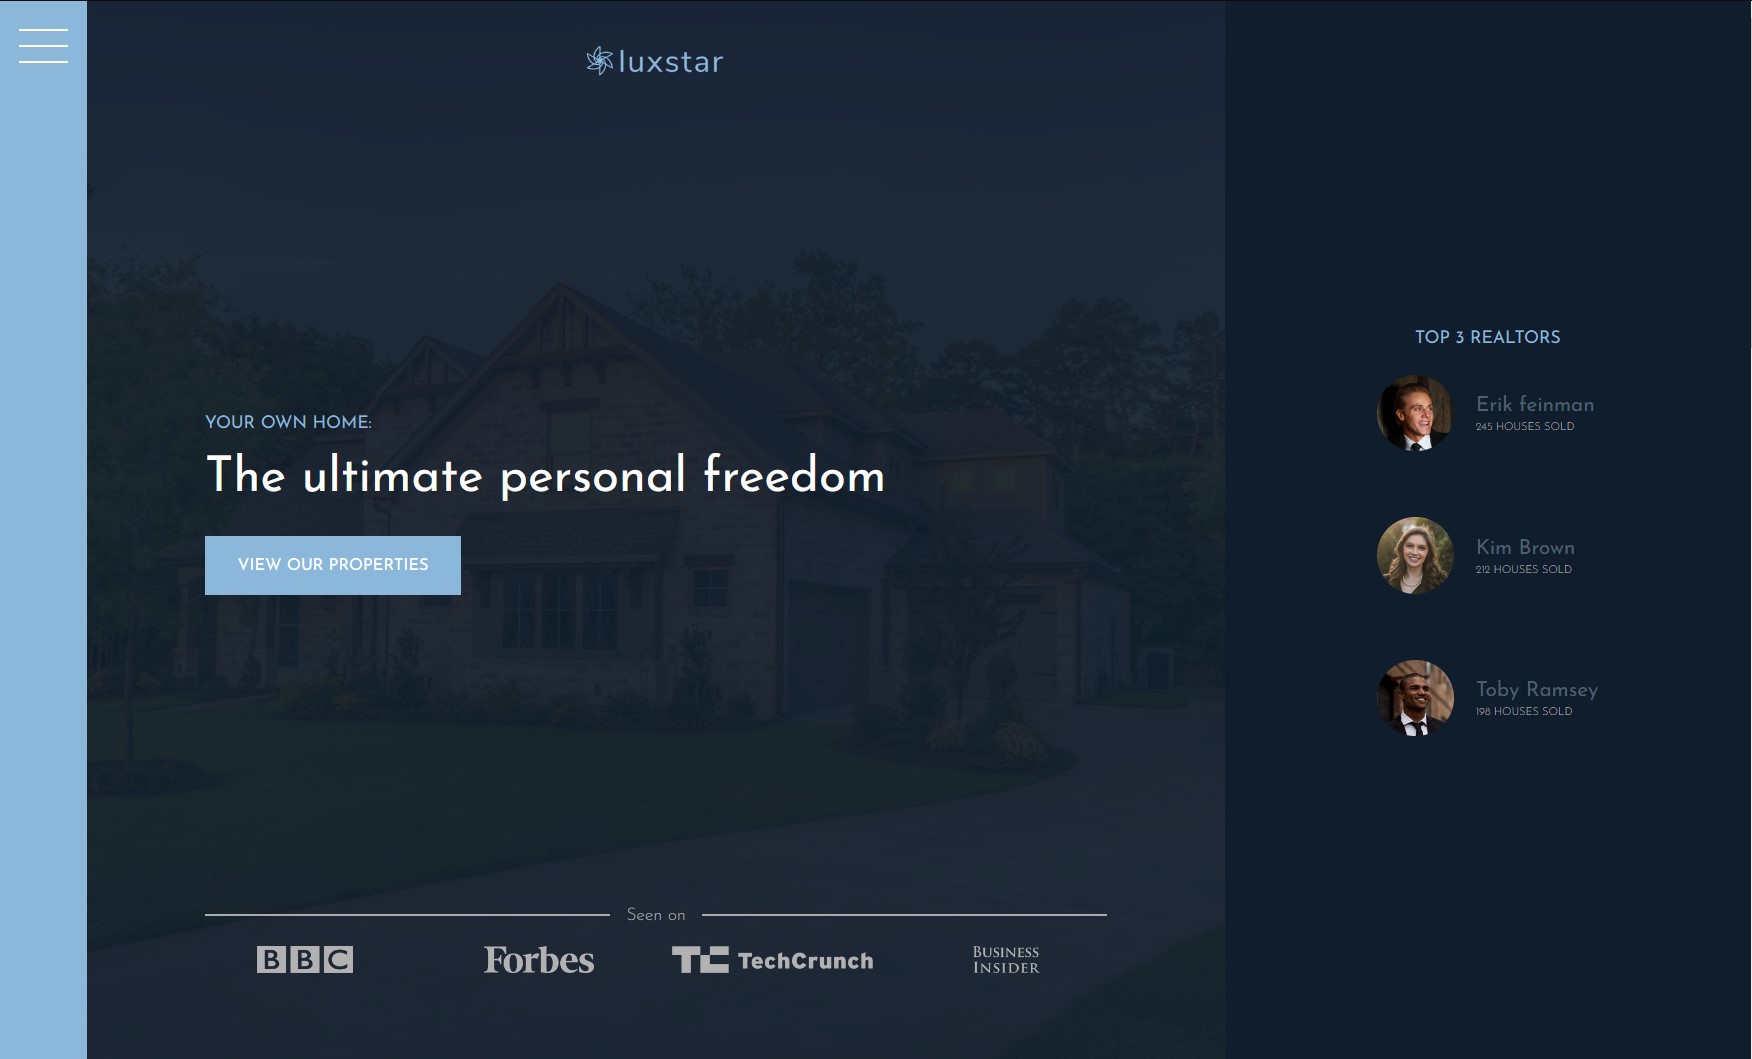 luxstar
YOUR OWN HOME:
The ultimate personal freedom
VIEW OUR PROPERTIES
Seen on
BBC
Forbes
TC TechCrunch
BUSINESS
INSIDER
TOP 3 REALTORS
Erik feinman
245 HOUSES SOLD
Kim Brown
212 HOUSES SOLD
Toby Ramsey
198 HOUSES SOLD